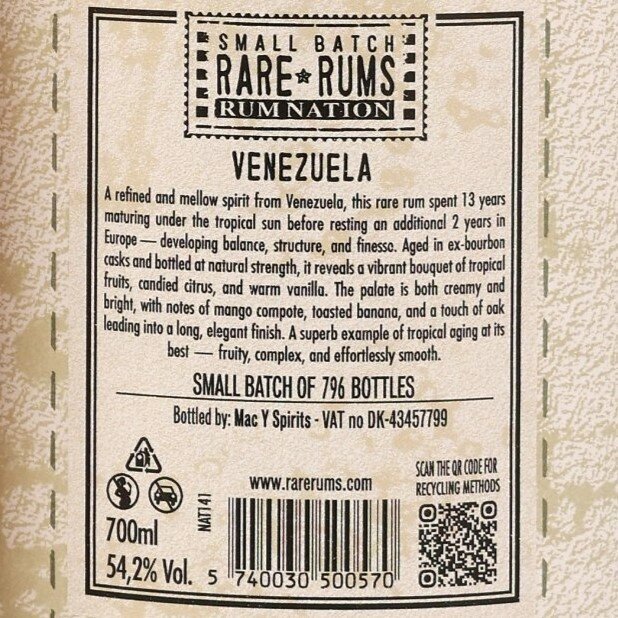 SMALL BATCH
RARE★RUMS
RUM NATION
VENEZUELA
A refined and mellow spirit from Venezuela, this rare rum spent 13 years
maturing under the tropical sun before resting an additional 2 years in
Europe — developing balance, structure, and finesse. Aged in ex-bourbon
casks and bottled at natural strength, it reveals a vibrant bouquet of tropical
fruits, candied citrus, and warm vanilla. The palate is both creamy and
bright, with notes of mango compote, toasted banana, and a touch of oak
leading into a long, elegant finish. A superb example of tropical aging at its
best — fruity, complex, and effortlessly smooth.
SMALL BATCH OF 796 BOTTLES
Bottled by: Mac Y Spirits - VAT no DK-43457799
www.rarerums.com
SCAN THE QR CODE FOR
RECYCLING METHODS
NAT141
700ml
54,2% Vol.
5 740030 500570